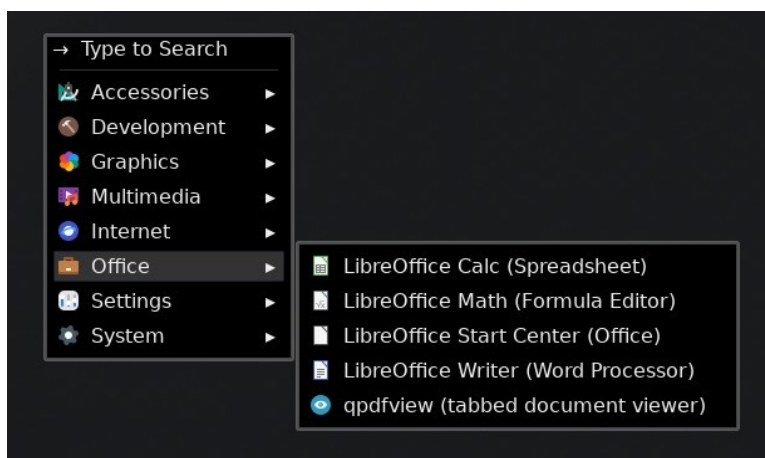 → Type to Search
Accessories
Development
Graphics
Multimedia
Internet
Office
Settings
System
LibreOffice Calc (Spreadsheet)
LibreOffice Math (Formula Editor)
LibreOffice Start Center (Office)
LibreOffice Writer (Word Processor)
qpdfview (tabbed document viewer)